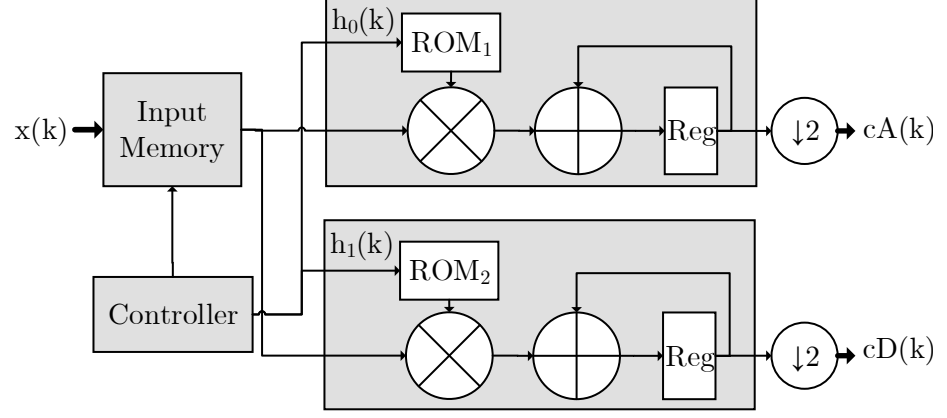 h₀(k)
ROM₁
x(k)
Input
Memory
Reg
↓2
cA(k)
h₁(k)
ROM₂
Controller
Reg
↓2
cD(k)